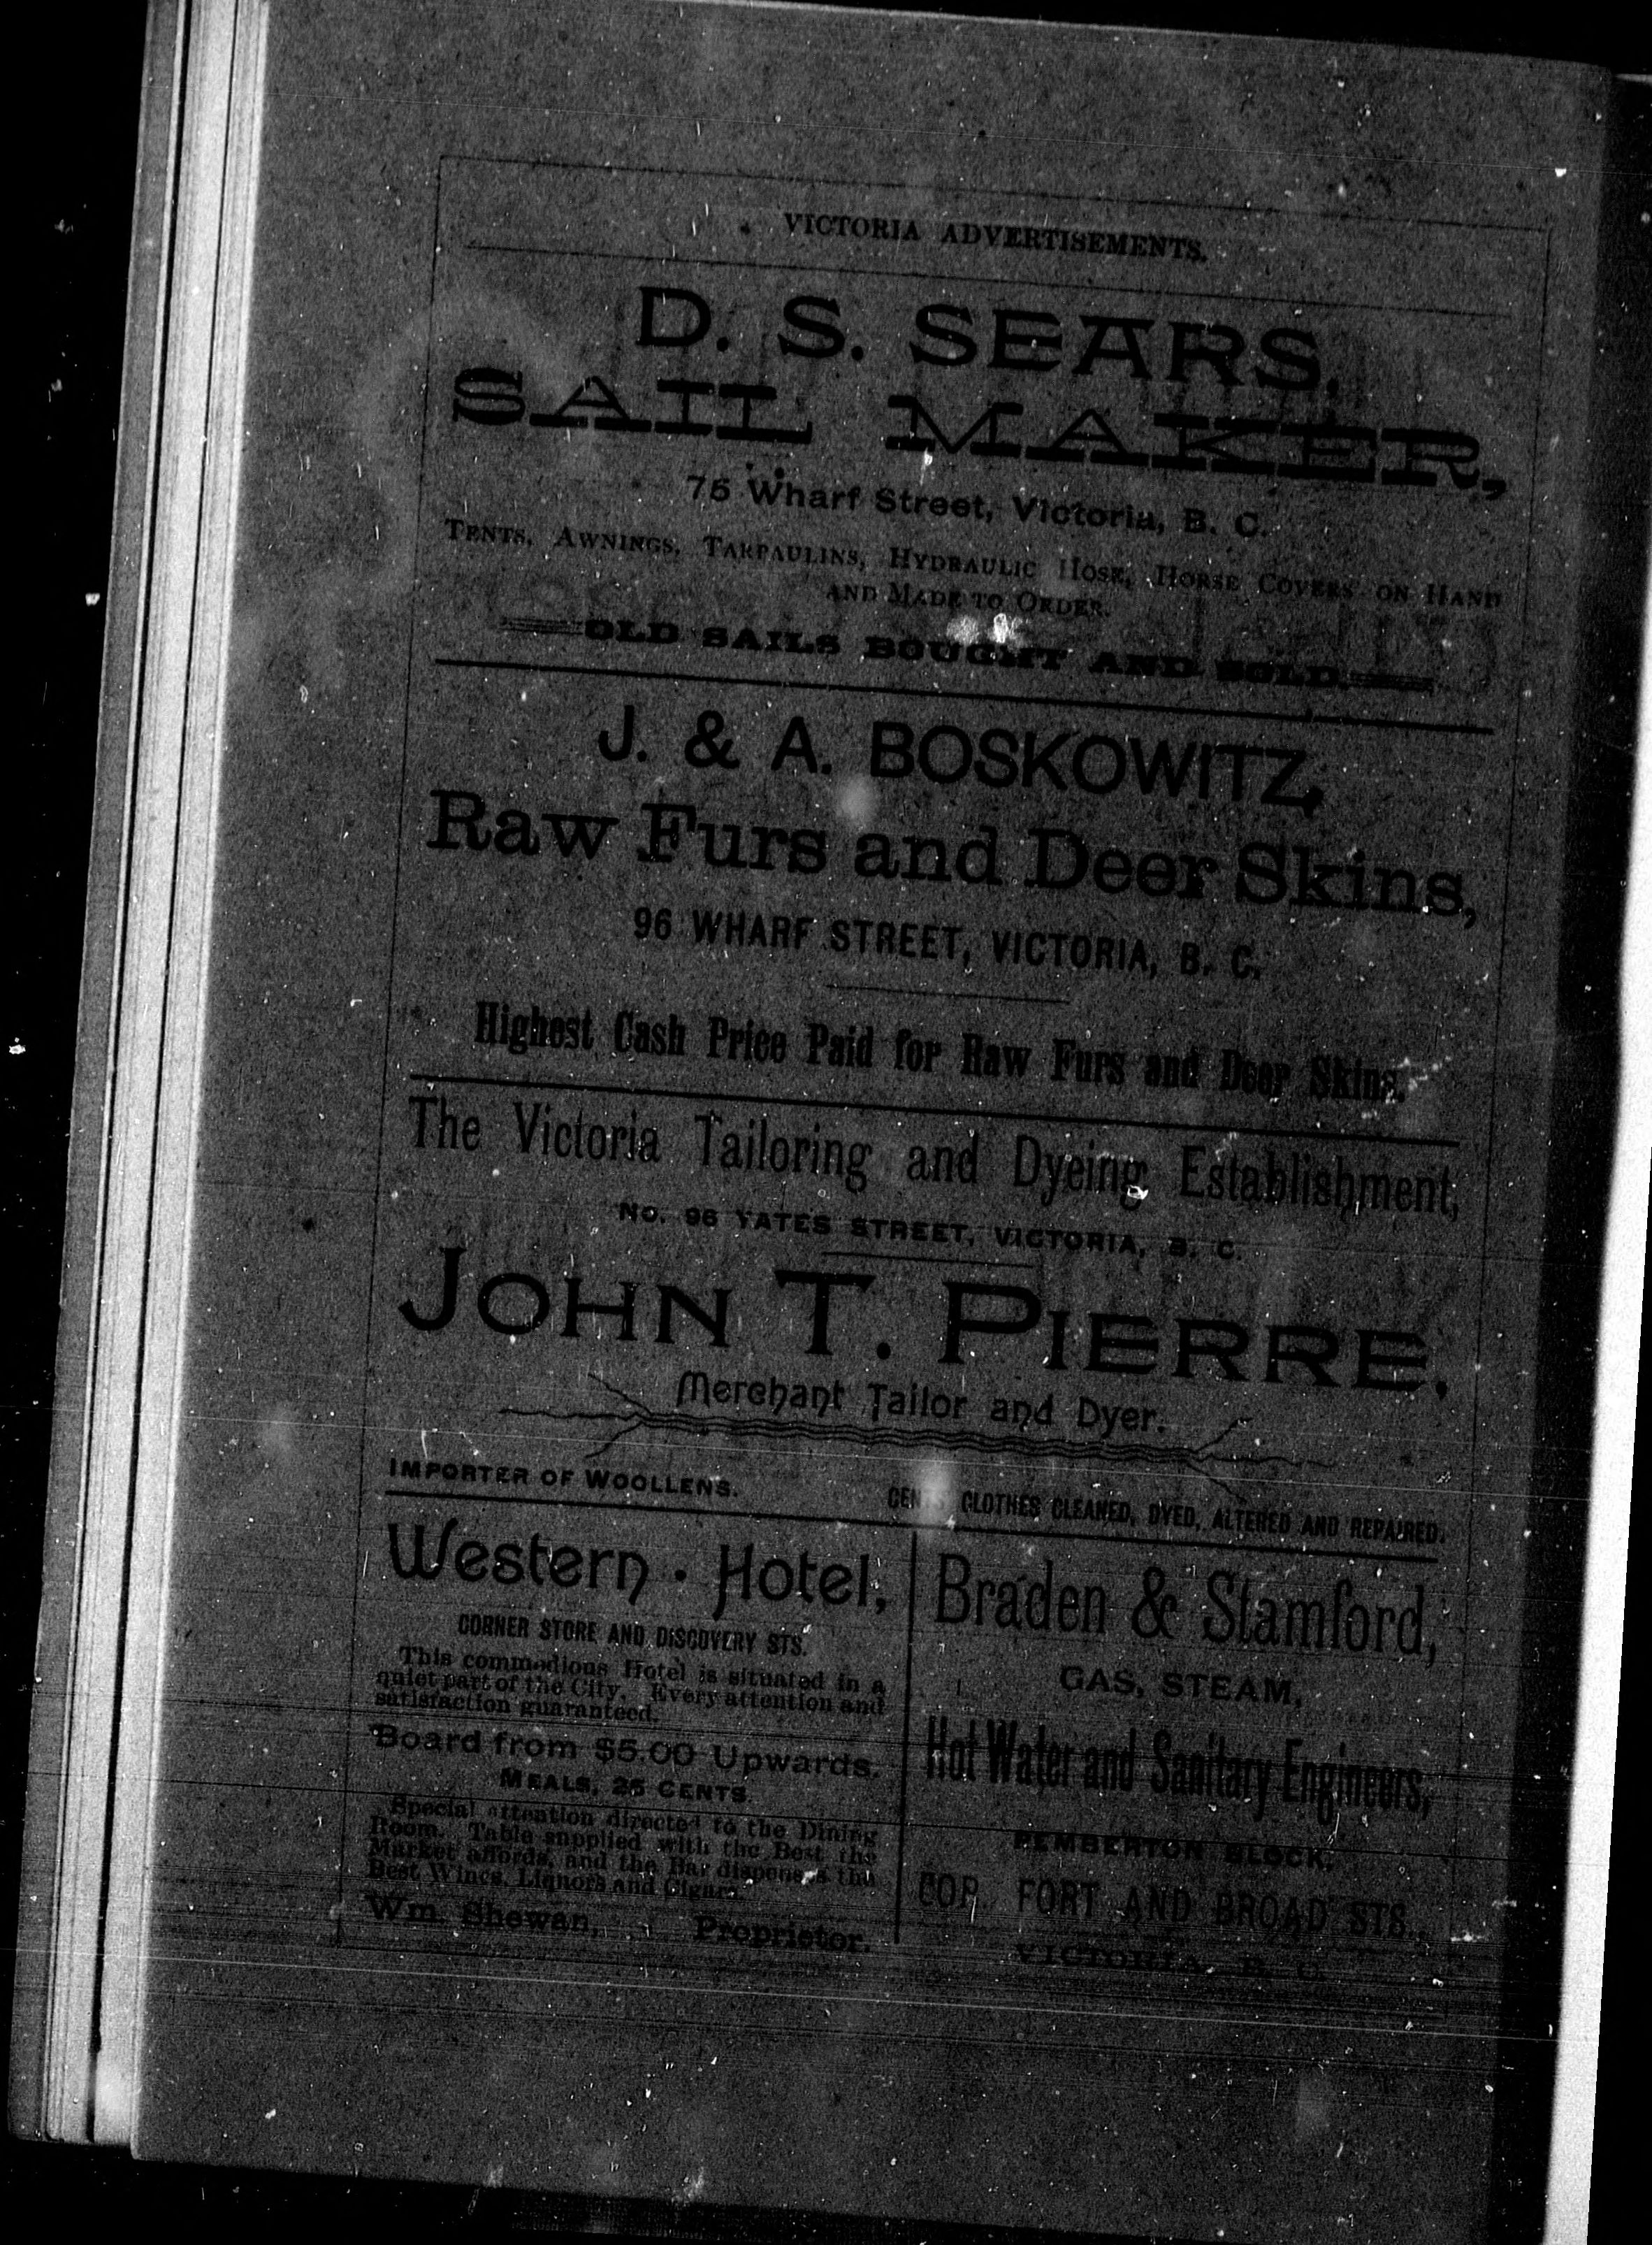 VICTORIA ADVERTISEMENTS.
D. S. SEARS,
SAIL MAKER,
75 Wharf Street, Victoria, B. C.
TENTS, AWNINGS, TARPAULINS, HYDRAULIC HOSE, HORSE COVERS ON HAND
AND MADE TO ORDER.
OLD SAILS BOUGHT AND SOLD.
J. & A. BOSKOWITZ,
Raw Furs and Deer Skins,
96 WHARF STREET, VICTORIA, B. C.
Highest Cash Price Paid for Raw Furs and Deer Skins.
The Victoria Tailoring and Dyeing Establishment,
No. 96 YATES STREET, VICTORIA, B. C.
JOHN T. PIERRE,
Merchant Tailor and Dyer.
IMPORTER OF WOOLLENS.
GENTS CLOTHES CLEANED, DYED, ALTERED AND REPAIRED.
Western · Hotel,
CORNER STORE AND DISCOVERY STS.
This commodious Hotel is situated in a
quiet part of the City. Every attention and
satisfaction guaranteed.
Board from $5.00 Upwards.
MEALS, 25 CENTS.
Special attention directed to the Dining
Room. Table supplied with the Best the
Market affords, and the Bar dispenses the
Best Wines, Liquors and Cigars.
Wm. Shewan, Proprietor.
Braden & Stamford,
GAS, STEAM,
Hot Water and Sanitary Engineers,
PEMBERTON BLOCK,
COR. FORT AND BROAD STS.,
VICTORIA, B. C.